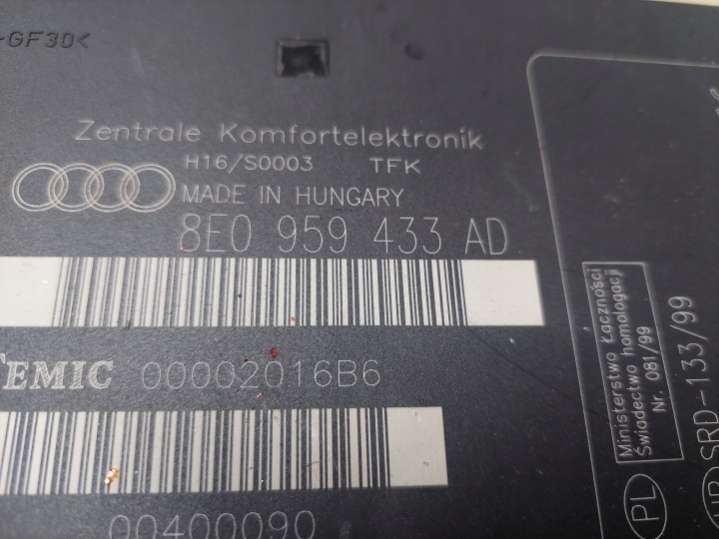 -GF30<
Zentrale Komfortelektronik
H16/S0003 TFK
MADE IN HUNGARY
8E0 959 433 AD
TEMIC 00002016B6
00400090
Ministerstwo Łączności
Świadectwo homologacji
Nr. 081/99
PL
SRD-133/99